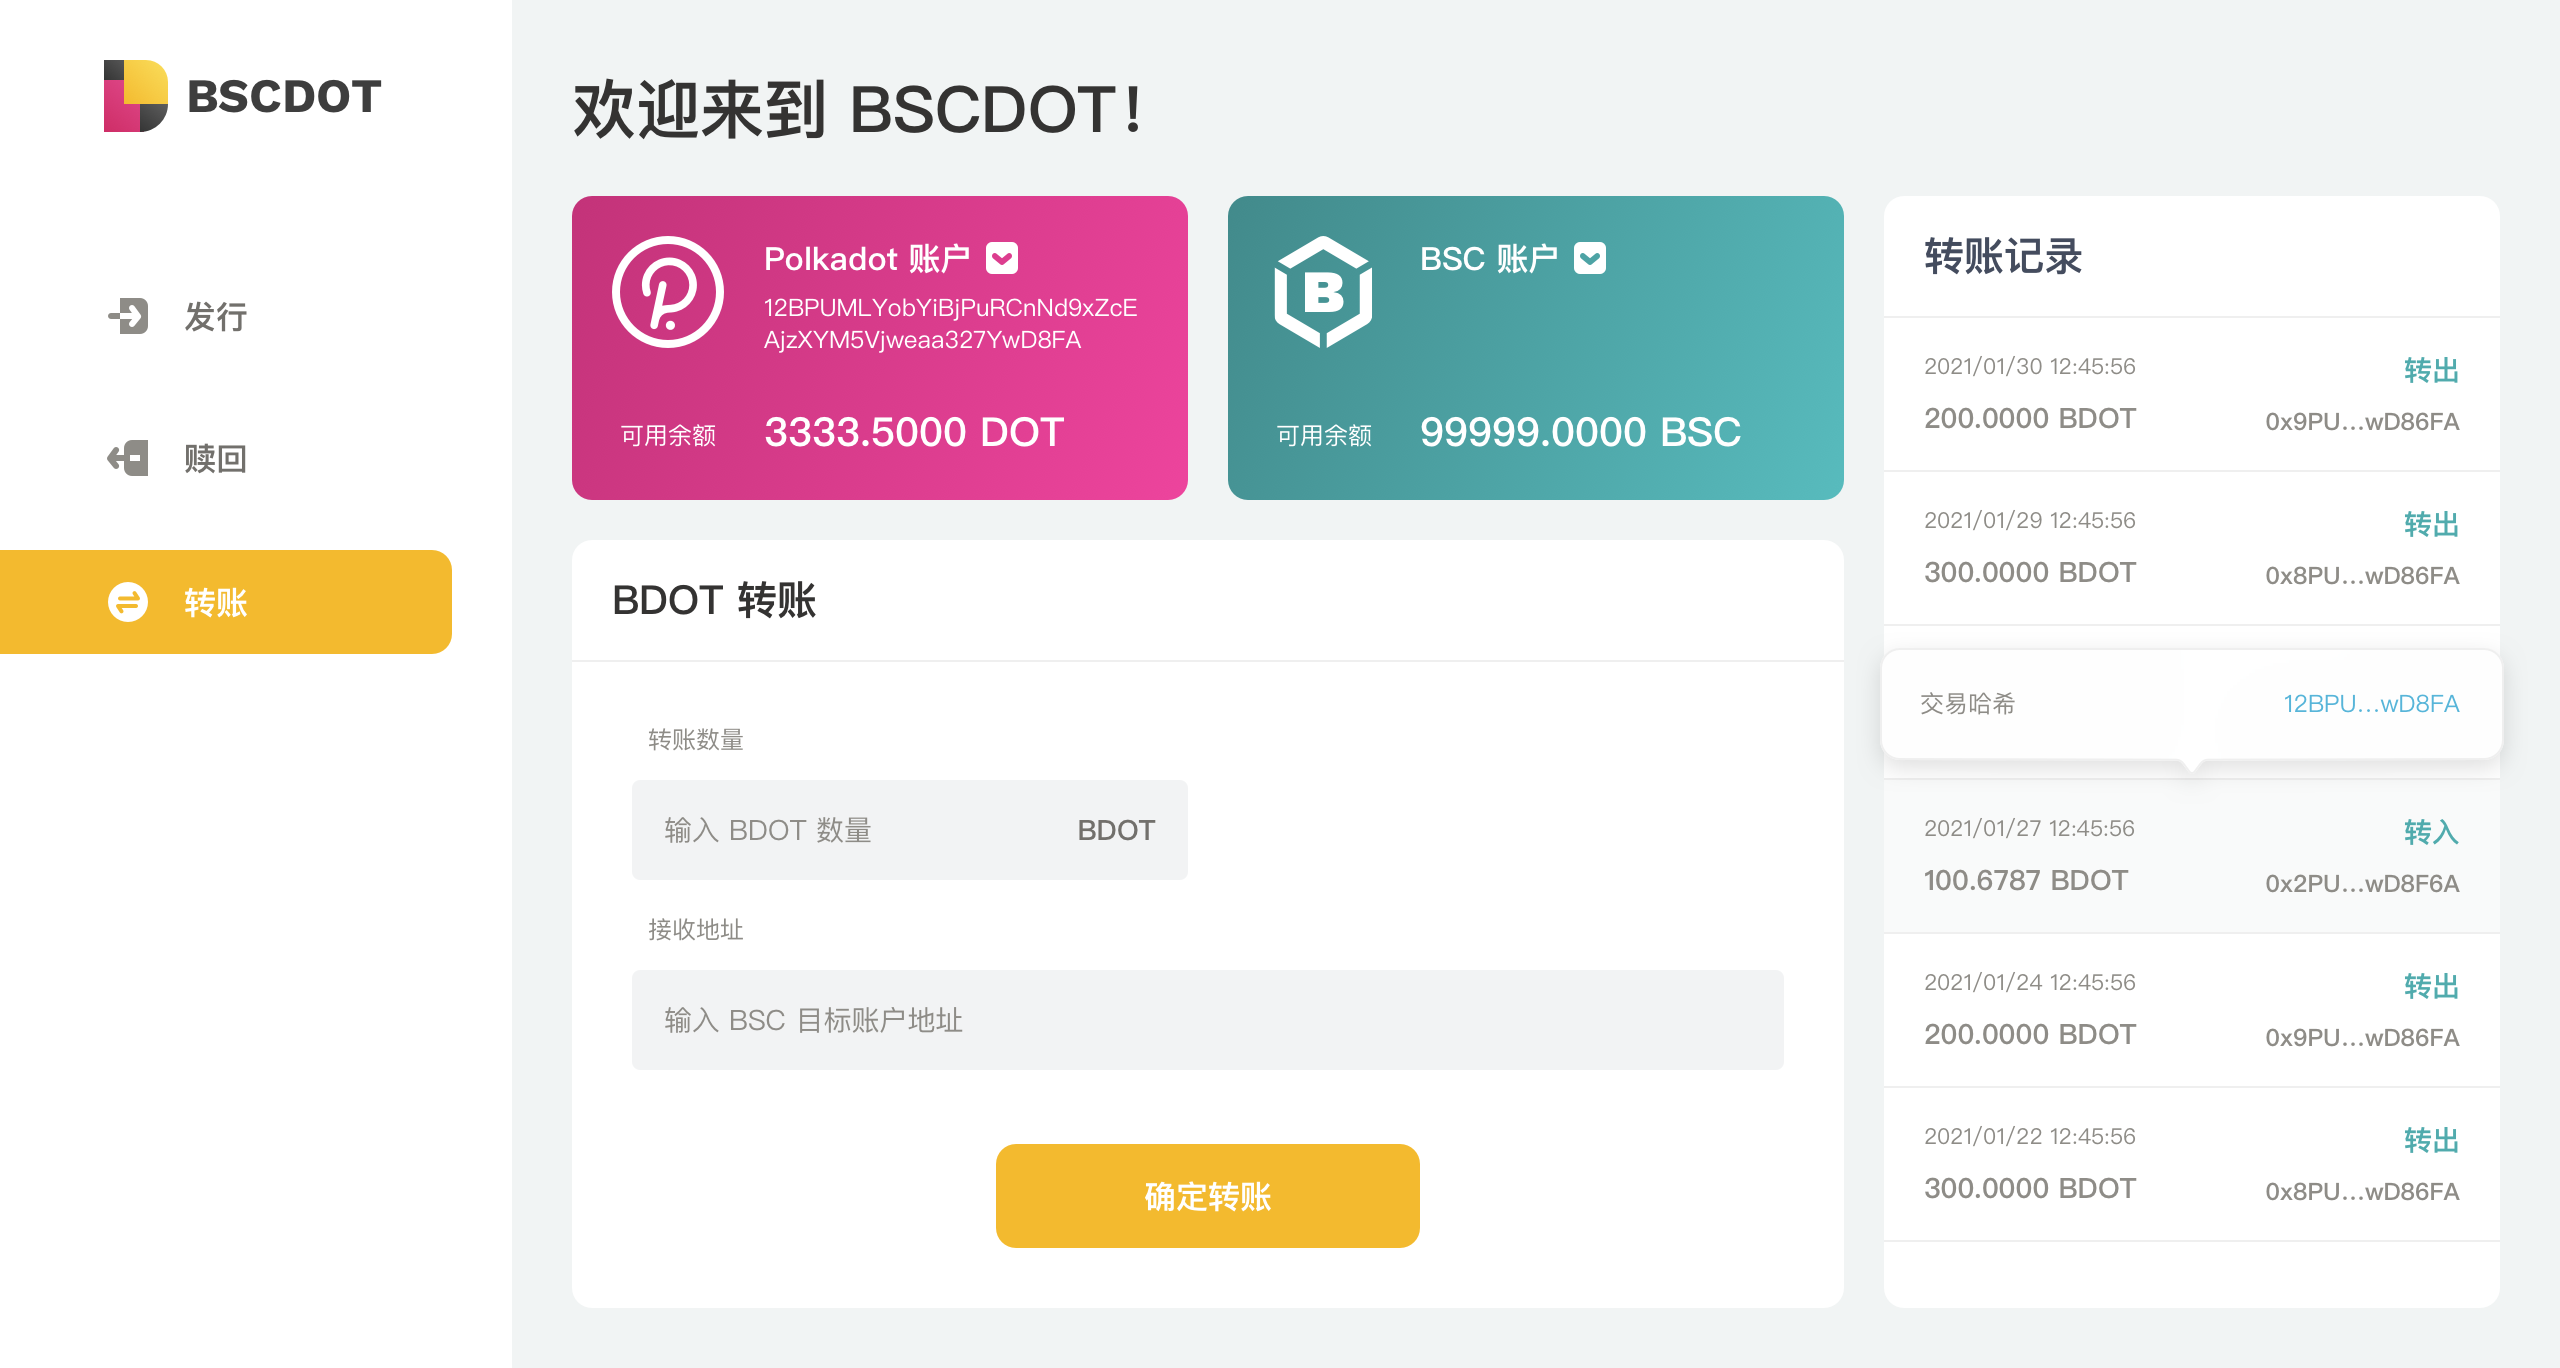 BSCDOT
发行
赎回
转账
欢迎来到 BSCDOT!
Polkadot 账户
12BPUMLYobYiBjPuRCnNd9xZcE
AjzXYM5Vjweaa327YwD8FA
可用余额 3333.5000 DOT
BSC 账户
B
可用余额 99999.0000 BSC
BDOT 转账
转账数量
输入 BDOT 数量 BDOT
接收地址
输入 BSC 目标账户地址
确定转账
转账记录
2021/01/30 12:45:56 转出
200.0000 BDOT 0x9PU...wD86FA
2021/01/29 12:45:56 转出
300.0000 BDOT 0x8PU...wD86FA
交易哈希 12BPU...wD8FA
2021/01/27 12:45:56 转入
100.6787 BDOT 0x2PU...wD8F6A
2021/01/24 12:45:56 转出
200.0000 BDOT 0x9PU...wD86FA
2021/01/22 12:45:56 转出
300.0000 BDOT 0x8PU...wD86FA